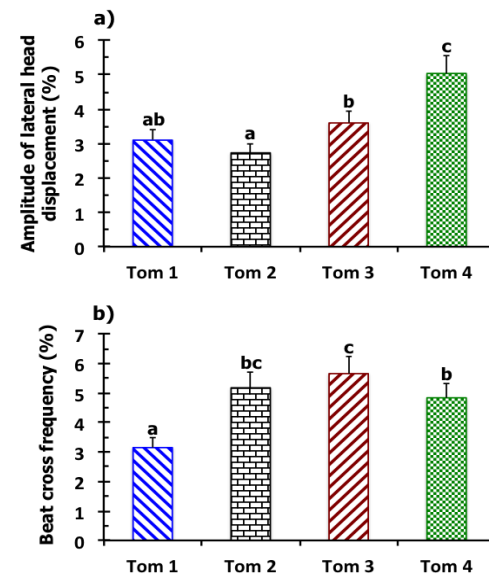 a)
Amplitude of lateral head
displacement (%)
6
5
4
3
2
1
0
ab
a
b
c
Tom 1 Tom 2 Tom 3 Tom 4
b)
Beat cross frequency (%)
7
6
5
4
3
2
1
0
a
bc
c
b
Tom 1 Tom 2 Tom 3 Tom 4